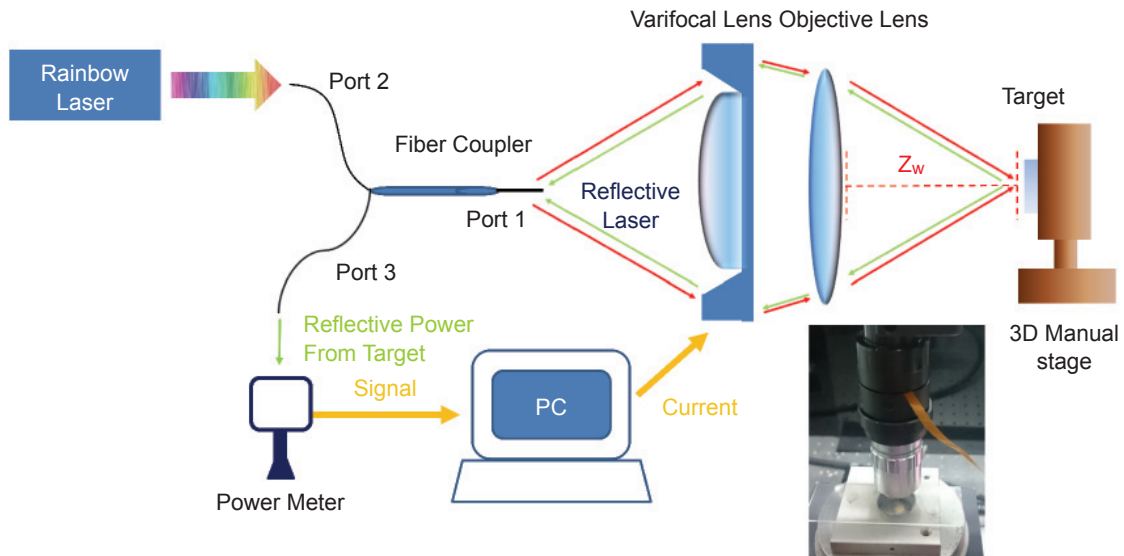 Varifocal Lens Objective Lens
Rainbow
Laser
Port 2
Target
Fiber Coupler
Z_W
Reflective
Laser
Port 1
Port 3
Reflective Power
From Target
3D Manual
stage
Signal
PC
Current
Power Meter